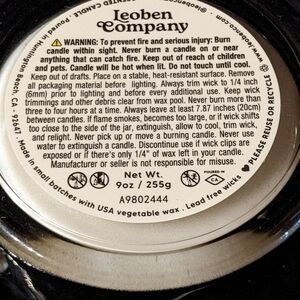 Leoben
Company
WARNING: To prevent fire and serious injury: Burn
candle within sight. Never burn a candle on or near
anything that can catch fire. Keep out of reach of children
and pets. Candle will be hot when lit. Do not touch until cool.
Keep out of drafts. Place on a stable, heat-resistant surface. Remove
all packaging material before lighting. Always trim wick to 1/4 inch
(6mm) prior to lighting and before every additional use. Keep wick
trimmings and other debris clear from wax pool. Never burn more than
three to four hours at a time. Always leave at least 7.87 inches (20cm)
between candles. If flame smokes, becomes too large, or if wick shifts
too close to the side of the jar, extinguish, allow to cool, trim wick,
and relight. Never pick up or move a burning candle. Never use
water to extinguish a candle. Discontinue use if wick clips are
exposed or if there's only 1/4" of wax left in your candle.
Manufacturer or seller is not responsible for misuse.
Net Wt.
9oz / 255g
A9802444
CA
Poured in Huntington Beach, CA · 92647
Made in small batches with USA vegetable wax · Lead free wicks
PLEASE REUSE OR RECYCLE